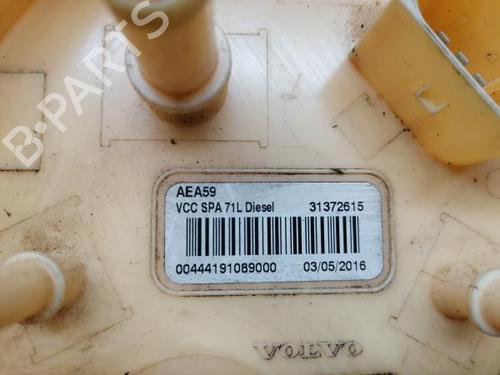 B-PARTS
AEA59
VCC SPA 71L Diesel 31372615
00444191089000 03/05/2016
VOLVO